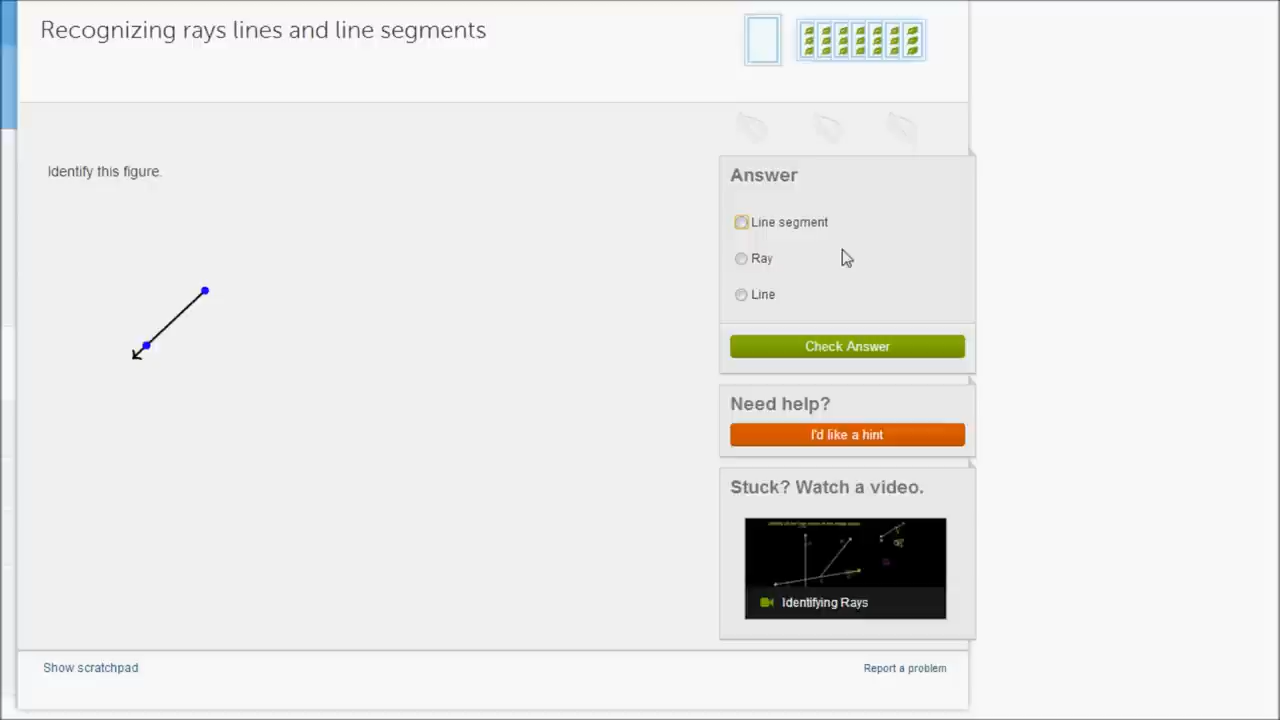 Recognizing rays lines and line segments
Identify this figure.
Answer
Line segment
Ray
Line
Check Answer
Need help?
I'd like a hint
Stuck? Watch a video.
Identifying Rays
Show scratchpad
Report a problem